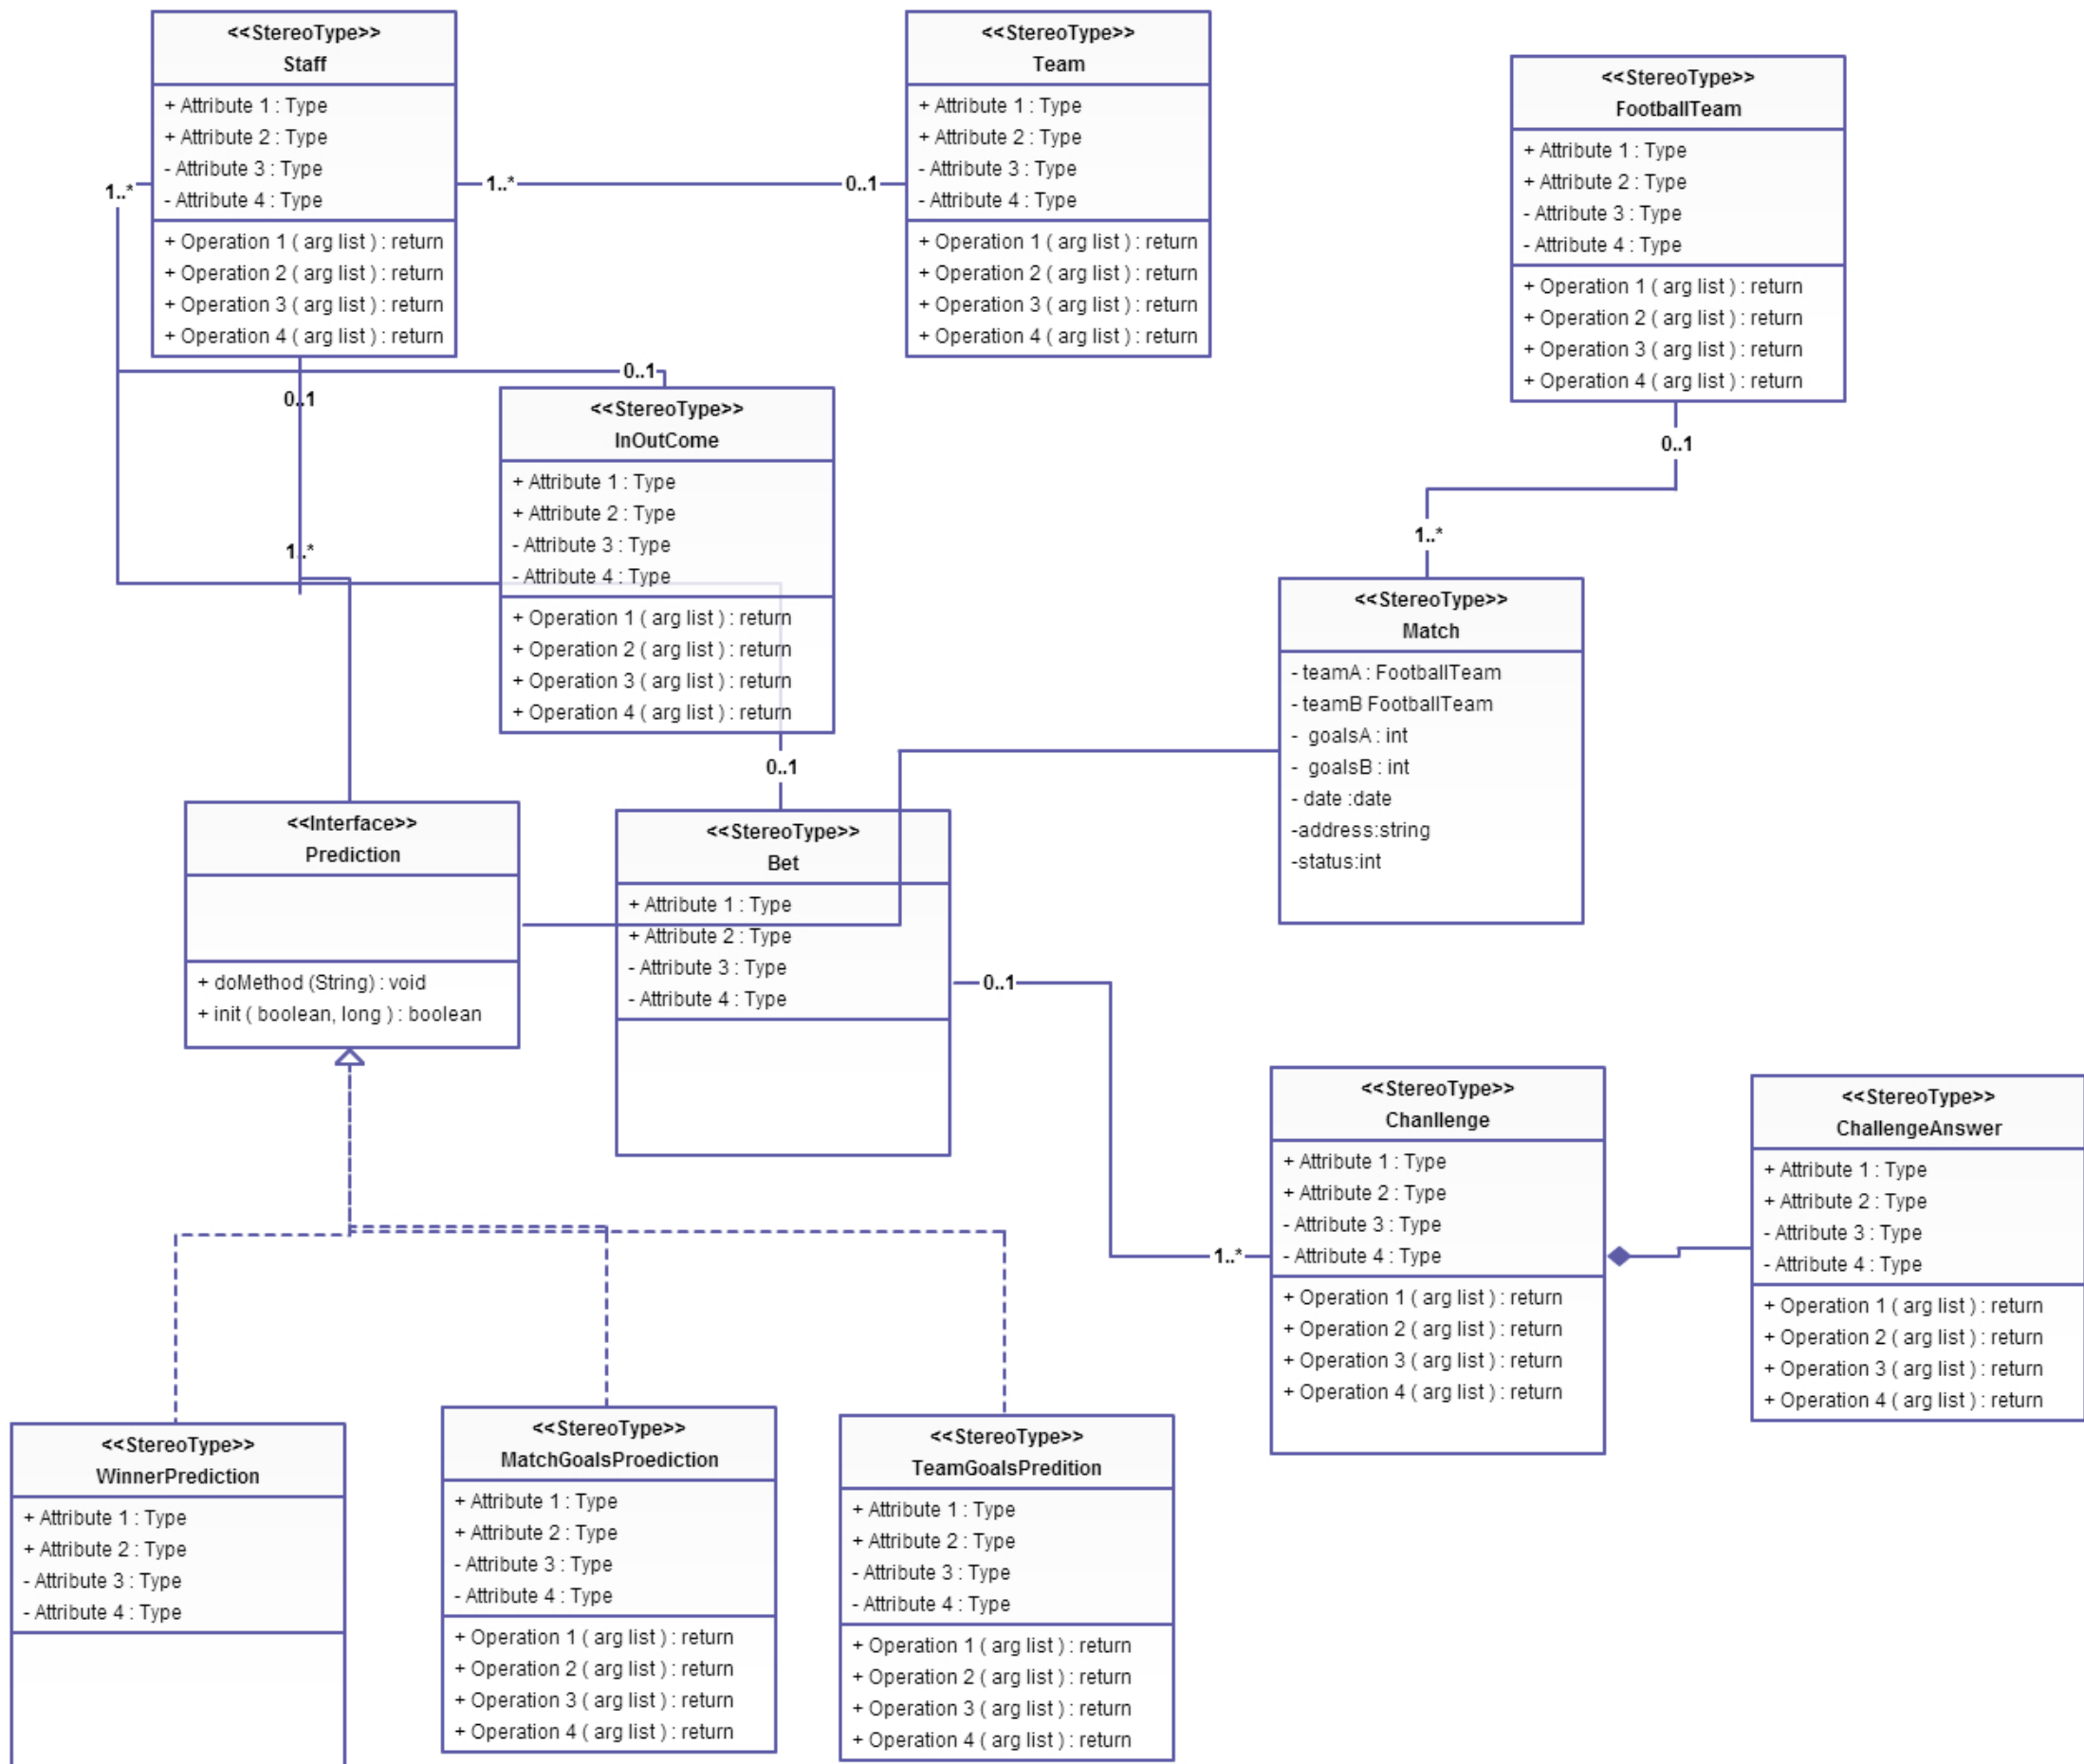 <<StereoType>>
Staff
+ Attribute 1 : Type
+ Attribute 2 : Type
- Attribute 3 : Type
- Attribute 4 : Type
+ Operation 1 ( arg list ) : return
+ Operation 2 ( arg list ) : return
+ Operation 3 ( arg list ) : return
+ Operation 4 ( arg list ) : return
<<StereoType>>
Team
+ Attribute 1 : Type
+ Attribute 2 : Type
- Attribute 3 : Type
- Attribute 4 : Type
+ Operation 1 ( arg list ) : return
+ Operation 2 ( arg list ) : return
+ Operation 3 ( arg list ) : return
+ Operation 4 ( arg list ) : return
<<StereoType>>
FootballTeam
+ Attribute 1 : Type
+ Attribute 2 : Type
- Attribute 3 : Type
- Attribute 4 : Type
+ Operation 1 ( arg list ) : return
+ Operation 2 ( arg list ) : return
+ Operation 3 ( arg list ) : return
+ Operation 4 ( arg list ) : return
1..*
1..*
0..1
0..1
0..1
<<StereoType>>
InOutCome
+ Attribute 1 : Type
+ Attribute 2 : Type
- Attribute 3 : Type
- Attribute 4 : Type
+ Operation 1 ( arg list ) : return
+ Operation 2 ( arg list ) : return
+ Operation 3 ( arg list ) : return
+ Operation 4 ( arg list ) : return
0..1
1..*
1..*
<<StereoType>>
Match
- teamA : FootballTeam
- teamB FootballTeam
- goalsA : int
- goalsB : int
- date :date
-address:string
-status:int
0..1
<<Interface>>
Prediction
+ doMethod (String) : void
+ init ( boolean, long ) : boolean
<<StereoType>>
Bet
+ Attribute 1 : Type
+ Attribute 2 : Type
- Attribute 3 : Type
- Attribute 4 : Type
0..1
1..*
<<StereoType>>
Chanllenge
+ Attribute 1 : Type
+ Attribute 2 : Type
- Attribute 3 : Type
- Attribute 4 : Type
+ Operation 1 ( arg list ) : return
+ Operation 2 ( arg list ) : return
+ Operation 3 ( arg list ) : return
+ Operation 4 ( arg list ) : return
<<StereoType>>
ChallengeAnswer
+ Attribute 1 : Type
+ Attribute 2 : Type
- Attribute 3 : Type
- Attribute 4 : Type
+ Operation 1 ( arg list ) : return
+ Operation 2 ( arg list ) : return
+ Operation 3 ( arg list ) : return
+ Operation 4 ( arg list ) : return
<<StereoType>>
WinnerPrediction
+ Attribute 1 : Type
+ Attribute 2 : Type
- Attribute 3 : Type
- Attribute 4 : Type
<<StereoType>>
MatchGoalsProediction
+ Attribute 1 : Type
+ Attribute 2 : Type
- Attribute 3 : Type
- Attribute 4 : Type
+ Operation 1 ( arg list ) : return
+ Operation 2 ( arg list ) : return
+ Operation 3 ( arg list ) : return
+ Operation 4 ( arg list ) : return
<<StereoType>>
TeamGoalsPredition
+ Attribute 1 : Type
+ Attribute 2 : Type
- Attribute 3 : Type
- Attribute 4 : Type
+ Operation 1 ( arg list ) : return
+ Operation 2 ( arg list ) : return
+ Operation 3 ( arg list ) : return
+ Operation 4 ( arg list ) : return